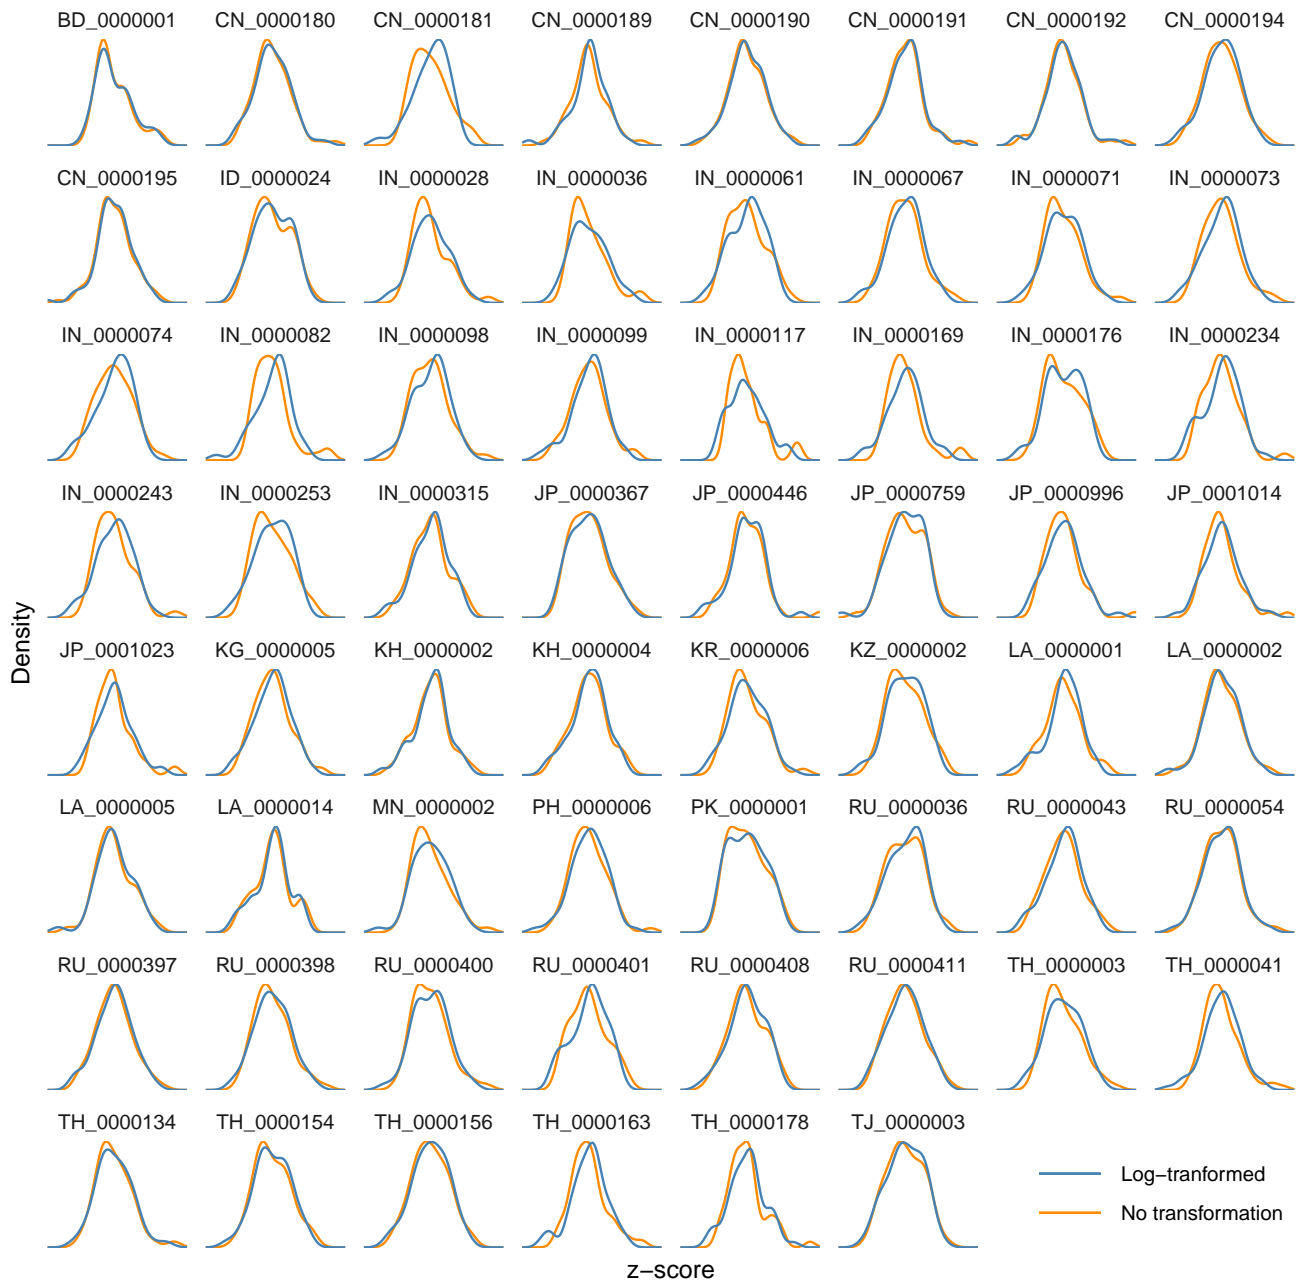 BD_0000001 CN_0000180 CN_0000181 CN_0000189 CN_0000190 CN_0000191 CN_0000192 CN_0000194
CN_0000195 ID_0000024 IN_0000028 IN_0000036 IN_0000061 IN_0000067 IN_0000071 IN_0000073
IN_0000074 IN_0000082 IN_0000098 IN_0000099 IN_0000117 IN_0000169 IN_0000176 IN_0000234
IN_0000243 IN_0000253 IN_0000315 JP_0000367 JP_0000446 JP_0000759 JP_0000996 JP_0001014
Density
JP_0001023 KG_0000005 KH_0000002 KH_0000004 KR_0000006 KZ_0000002 LA_0000001 LA_0000002
LA_0000005 LA_0000014 MN_0000002 PH_0000006 PK_0000001 RU_0000036 RU_0000043 RU_0000054
RU_0000397 RU_0000398 RU_0000400 RU_0000401 RU_0000408 RU_0000411 TH_0000003 TH_0000041
TH_0000134 TH_0000154 TH_0000156 TH_0000163 TH_0000178 TJ_0000003
Log−tranformed
No transformation
z−score